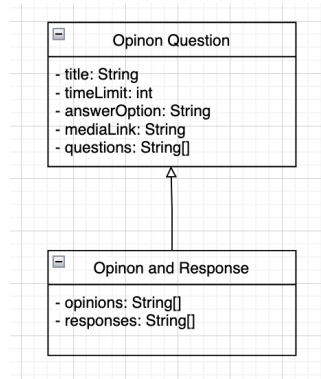 Opinon Question
- title: String
- timeLimit: int
- answerOption: String
- mediaLink: String
- questions: String[]
Opinon and Response
- opinions: String[]
- responses: String[]